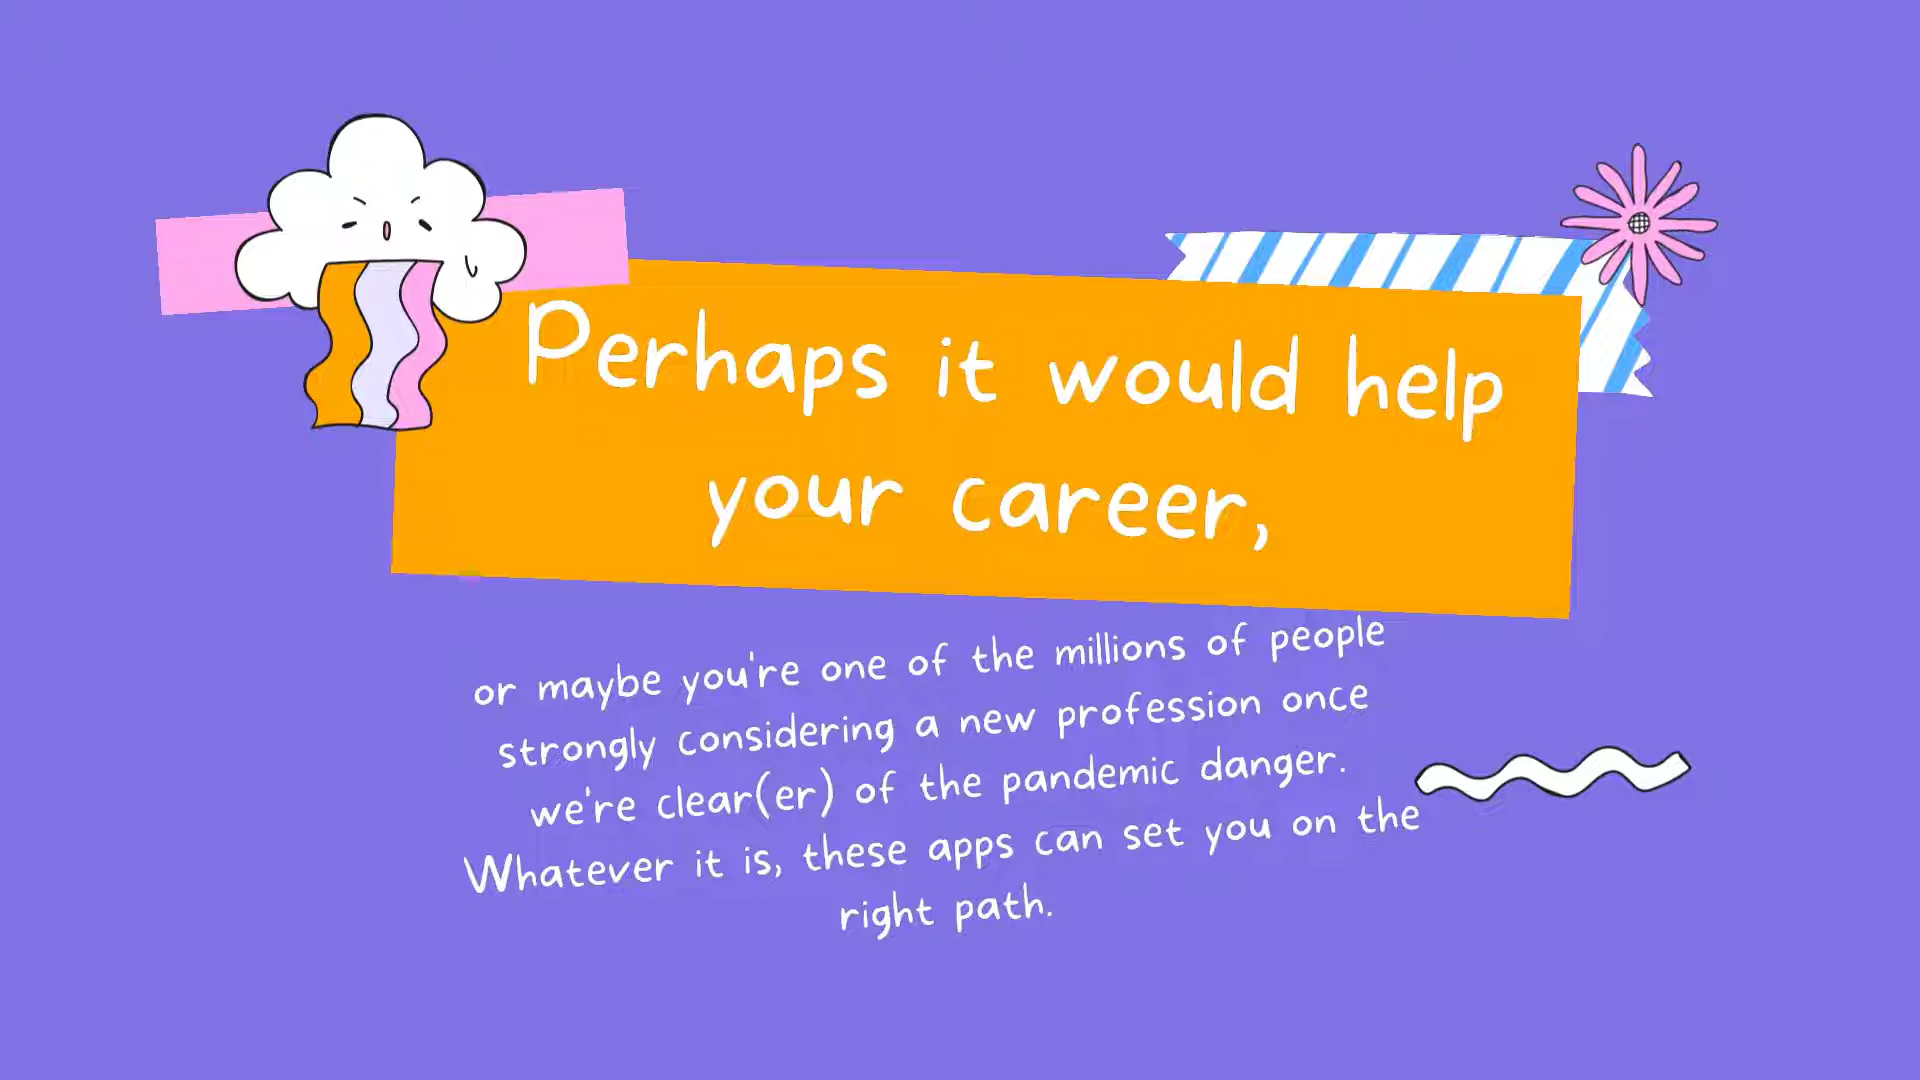 Perhaps it would help
your career,
or maybe you're one of the millions of people
strongly considering a new profession once
we're clear(er) of the pandemic danger.
Whatever it is, these apps can set you on the
right path.